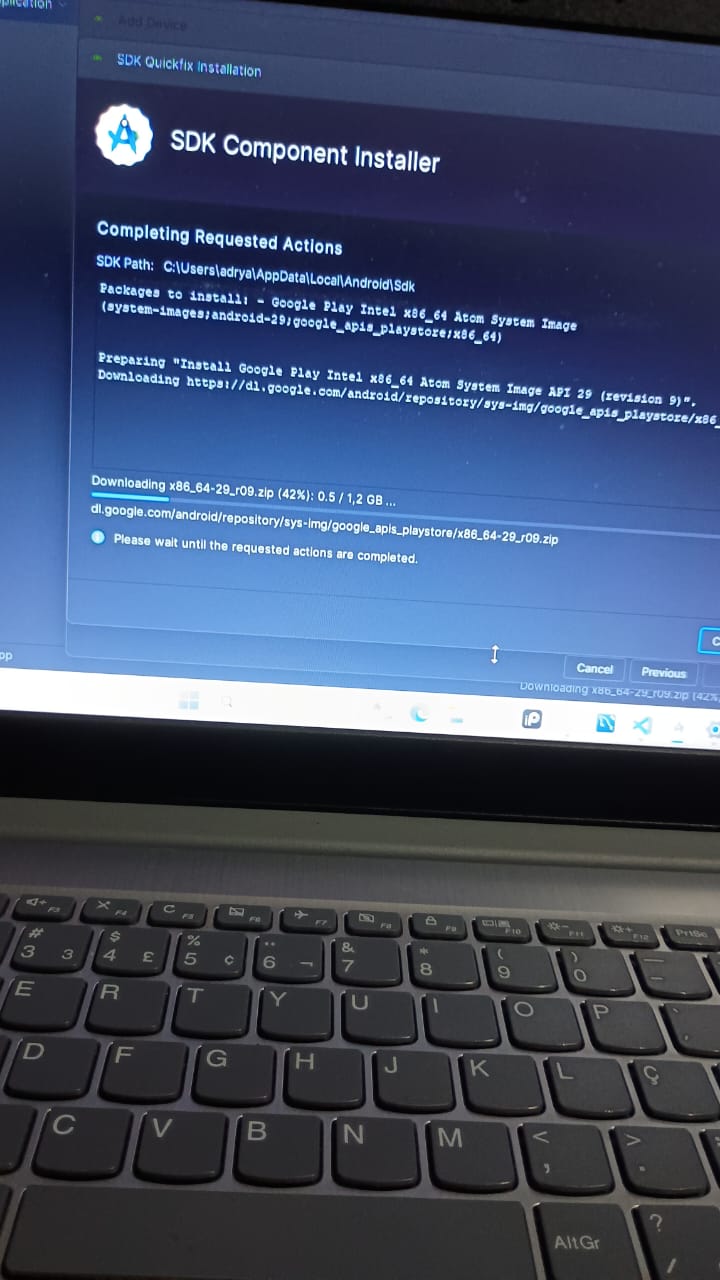 plication
Add Device
SDK Quickfix Installation
SDK Component Installer
Completing Requested Actions
SDK Path: C:\Users\adrya\AppData\Local\Android\Sdk
Packages to install: - Google Play Intel x86_64 Atom System Image
(system-images;android-29;google_apis_playstore;x86_64)
Preparing "Install Google Play Intel x86_64 Atom System Image API 29 (revision 9)".
Downloading https://dl.google.com/android/repository/sys-img/google_apis_playstore/x86_
Downloading x86_64-29_r09.zip (42%): 0.5 / 1,2 GB ...
dl.google.com/android/repository/sys-img/google_apis_playstore/x86_64-29_r09.zip
Please wait until the requested actions are completed.
C
pp
Cancel Previous
Downloading x86_64-29_r09.zip (42%
iP
F3 F4 F5 F6 F7 F8 F9 F10 F11 F12 PrtSc
# $ % ¨ & * ( )
3 3 4 £ 5 ¢ 6 ¬ 7 8 9 0
E R T Y U I O P
D F G H J K L Ç
C V B N M < , > .
AltGr ? /